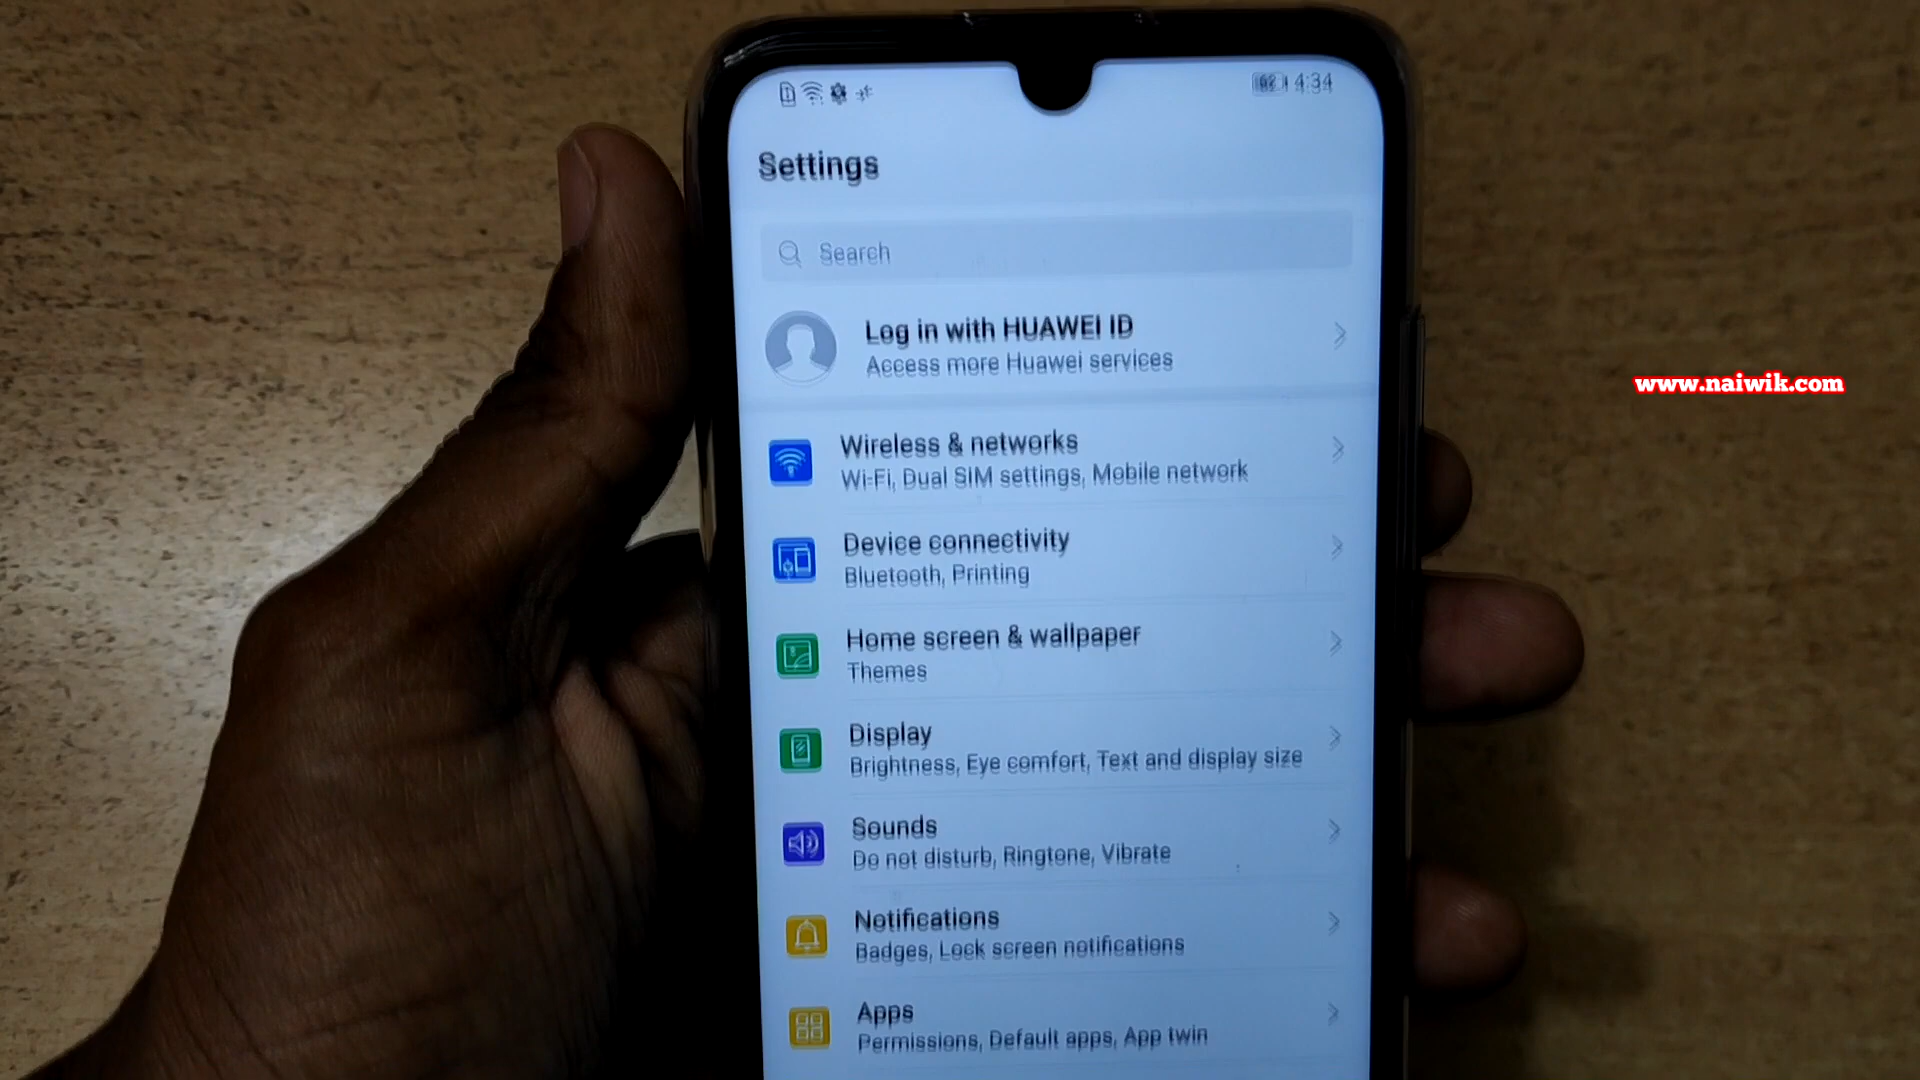 4:34
Settings
Search
Log in with HUAWEI ID
Access more Huawei services
www.naiwik.com
Wireless & networks
Wi-Fi, Dual SIM settings, Mobile network
Device connectivity
Bluetooth, Printing
Home screen & wallpaper
Themes
Display
Brightness, Eye comfort, Text and display size
Sounds
Do not disturb, Ringtone, Vibrate
Notifications
Badges, Lock screen notifications
Apps
Permissions, Default apps, App twin